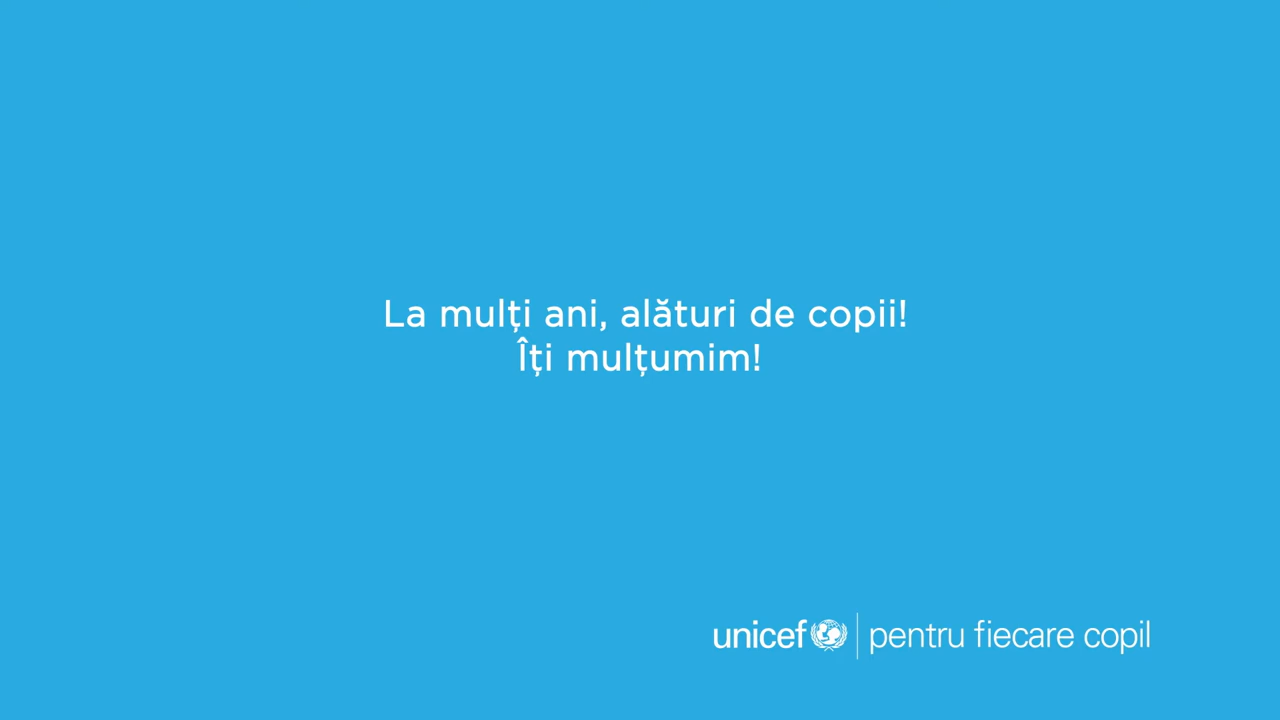 La mulți ani, alături de copii!
Îți mulțumim!
unicef | pentru fiecare copil